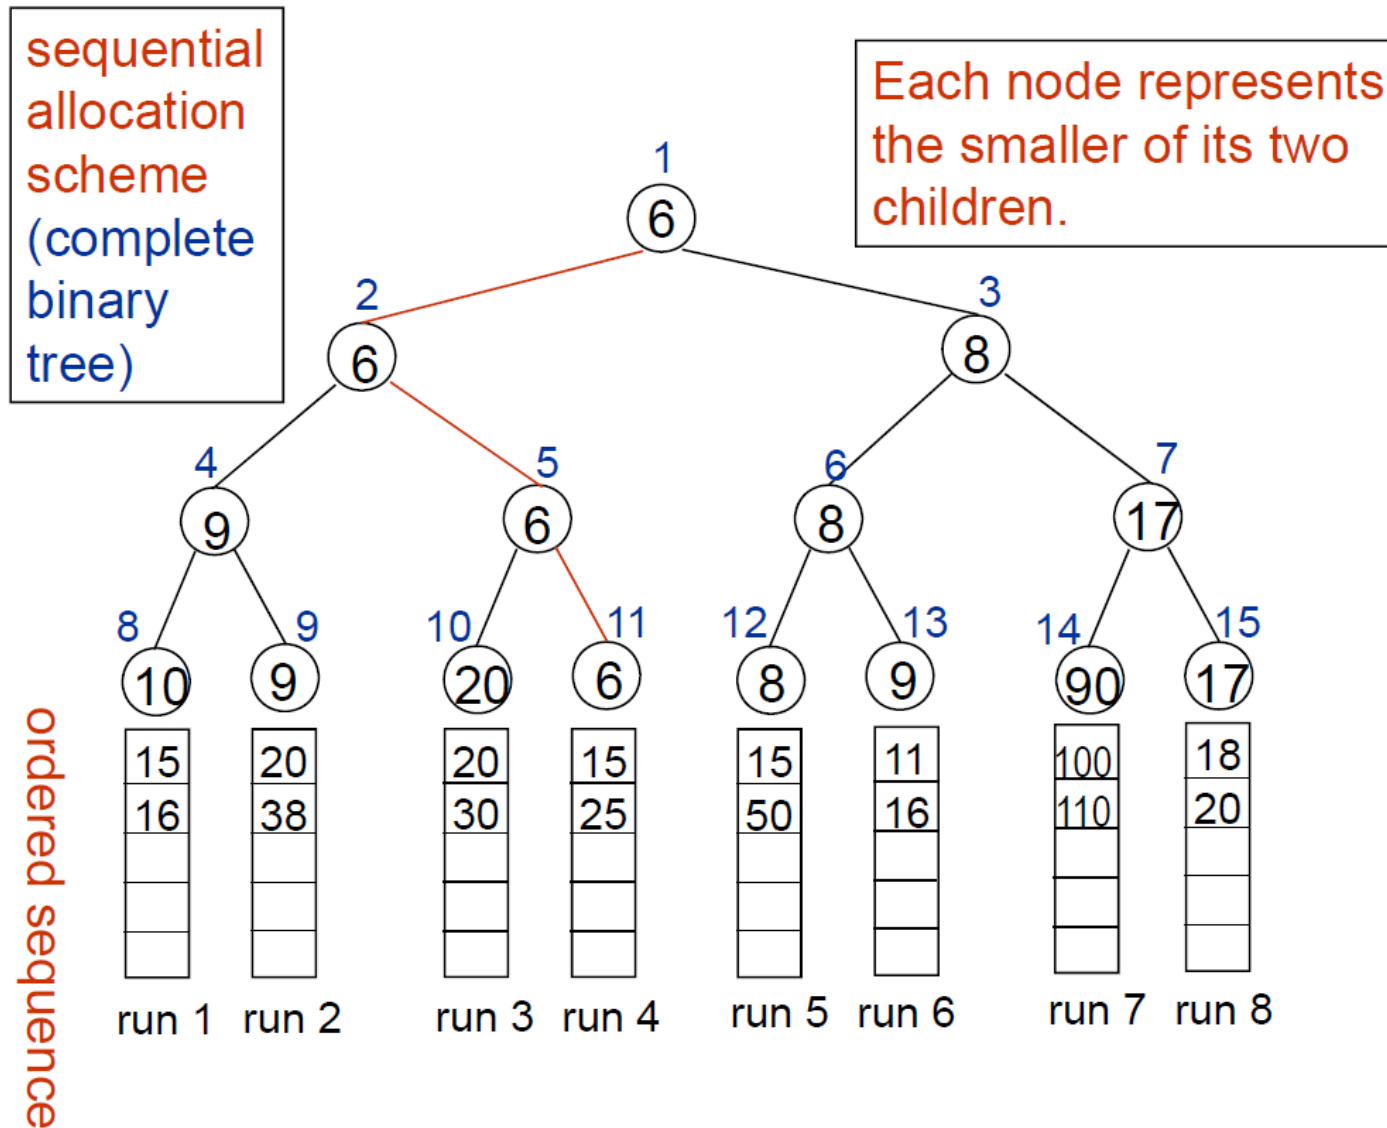 sequential
allocation
scheme
(complete
binary
tree)
Each node represents
the smaller of its two
children.
1
6
2
3
6
8
4
5
6
7
9
6
8
17
8
9
10
11
12
13
14
15
10
9
20
6
8
9
90
17
15
20
20
15
15
11
100
18
16
38
30
25
50
16
110
20
ordered sequence
run 1
run 2
run 3
run 4
run 5
run 6
run 7
run 8